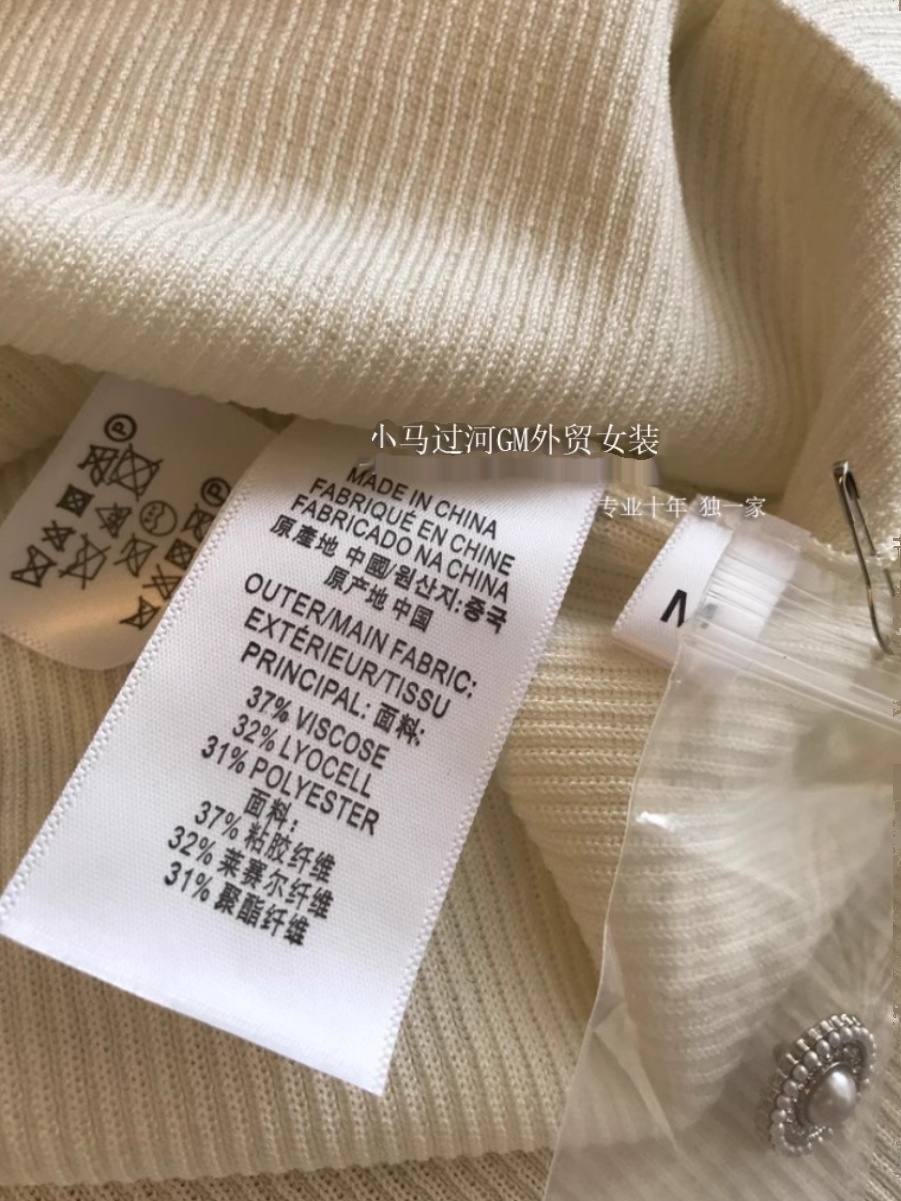 小马过河GM外贸女装
专业十年 独一家
MADE IN CHINA
FABRIQUÉ EN CHINE
FABRICADO NA CHINA
原產地 中國/원산지:중국
原产地 中国
OUTER/MAIN FABRIC:
EXTÉRIEUR/TISSU
PRINCIPAL: 面料:
37% VISCOSE
32% LYOCELL
31% POLYESTER
面料:
37% 粘胶纤维
32% 莱赛尔纤维
31% 聚酯纤维
M
P
P